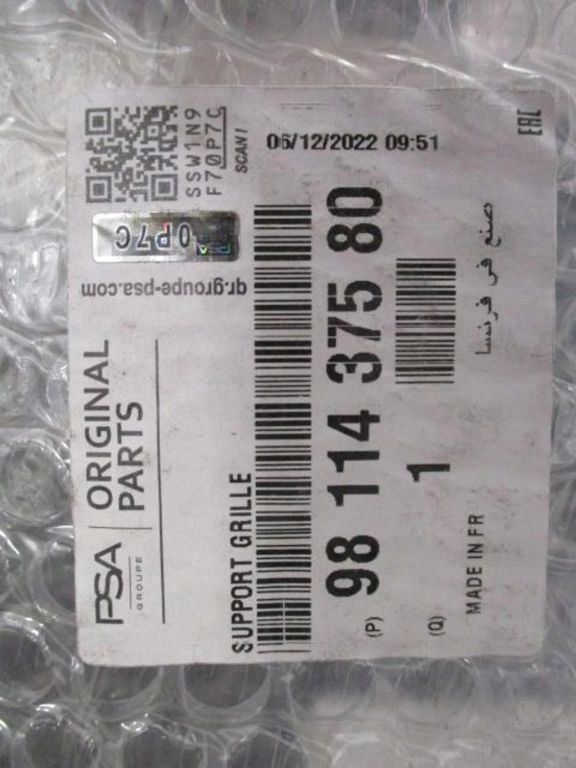 PSA
GROUPE
ORIGINAL
PARTS
qr.groupe-psa.com
0P7C
SSW1N9
F70P7C
SCAN !
06/12/2022 09:51
SUPPORT GRILLE
(P)
98 114 375 80
(Q)
1
MADE IN FR
صنع في فرنسا
EAC